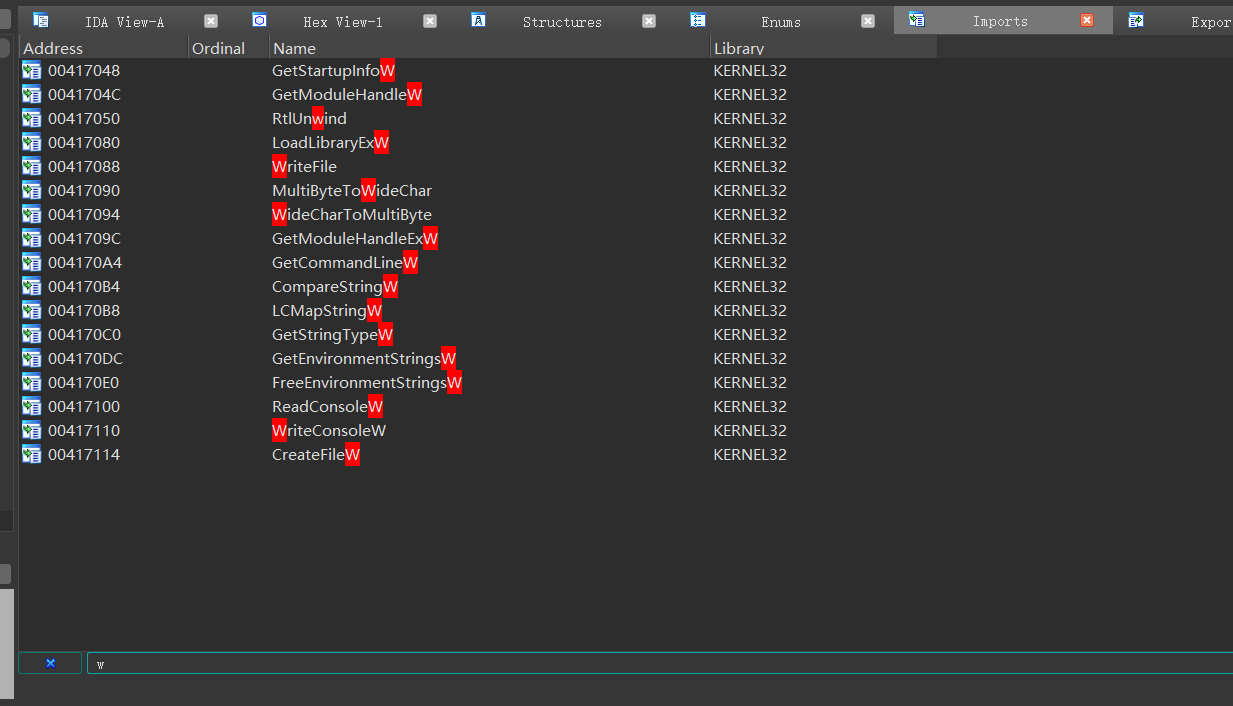 IDA View-A Hex View-1 Structures Enums Imports Expor
Address Ordinal Name Library
00417048 GetStartupInfoW KERNEL32
0041704C GetModuleHandleW KERNEL32
00417050 RtlUnwind KERNEL32
00417080 LoadLibraryExW KERNEL32
00417088 WriteFile KERNEL32
00417090 MultiByteToWideChar KERNEL32
00417094 WideCharToMultiByte KERNEL32
0041709C GetModuleHandleExW KERNEL32
004170A4 GetCommandLineW KERNEL32
004170B4 CompareStringW KERNEL32
004170B8 LCMapStringW KERNEL32
004170C0 GetStringTypeW KERNEL32
004170DC GetEnvironmentStringsW KERNEL32
004170E0 FreeEnvironmentStringsW KERNEL32
00417100 ReadConsoleW KERNEL32
00417110 WriteConsoleW KERNEL32
00417114 CreateFileW KERNEL32
w